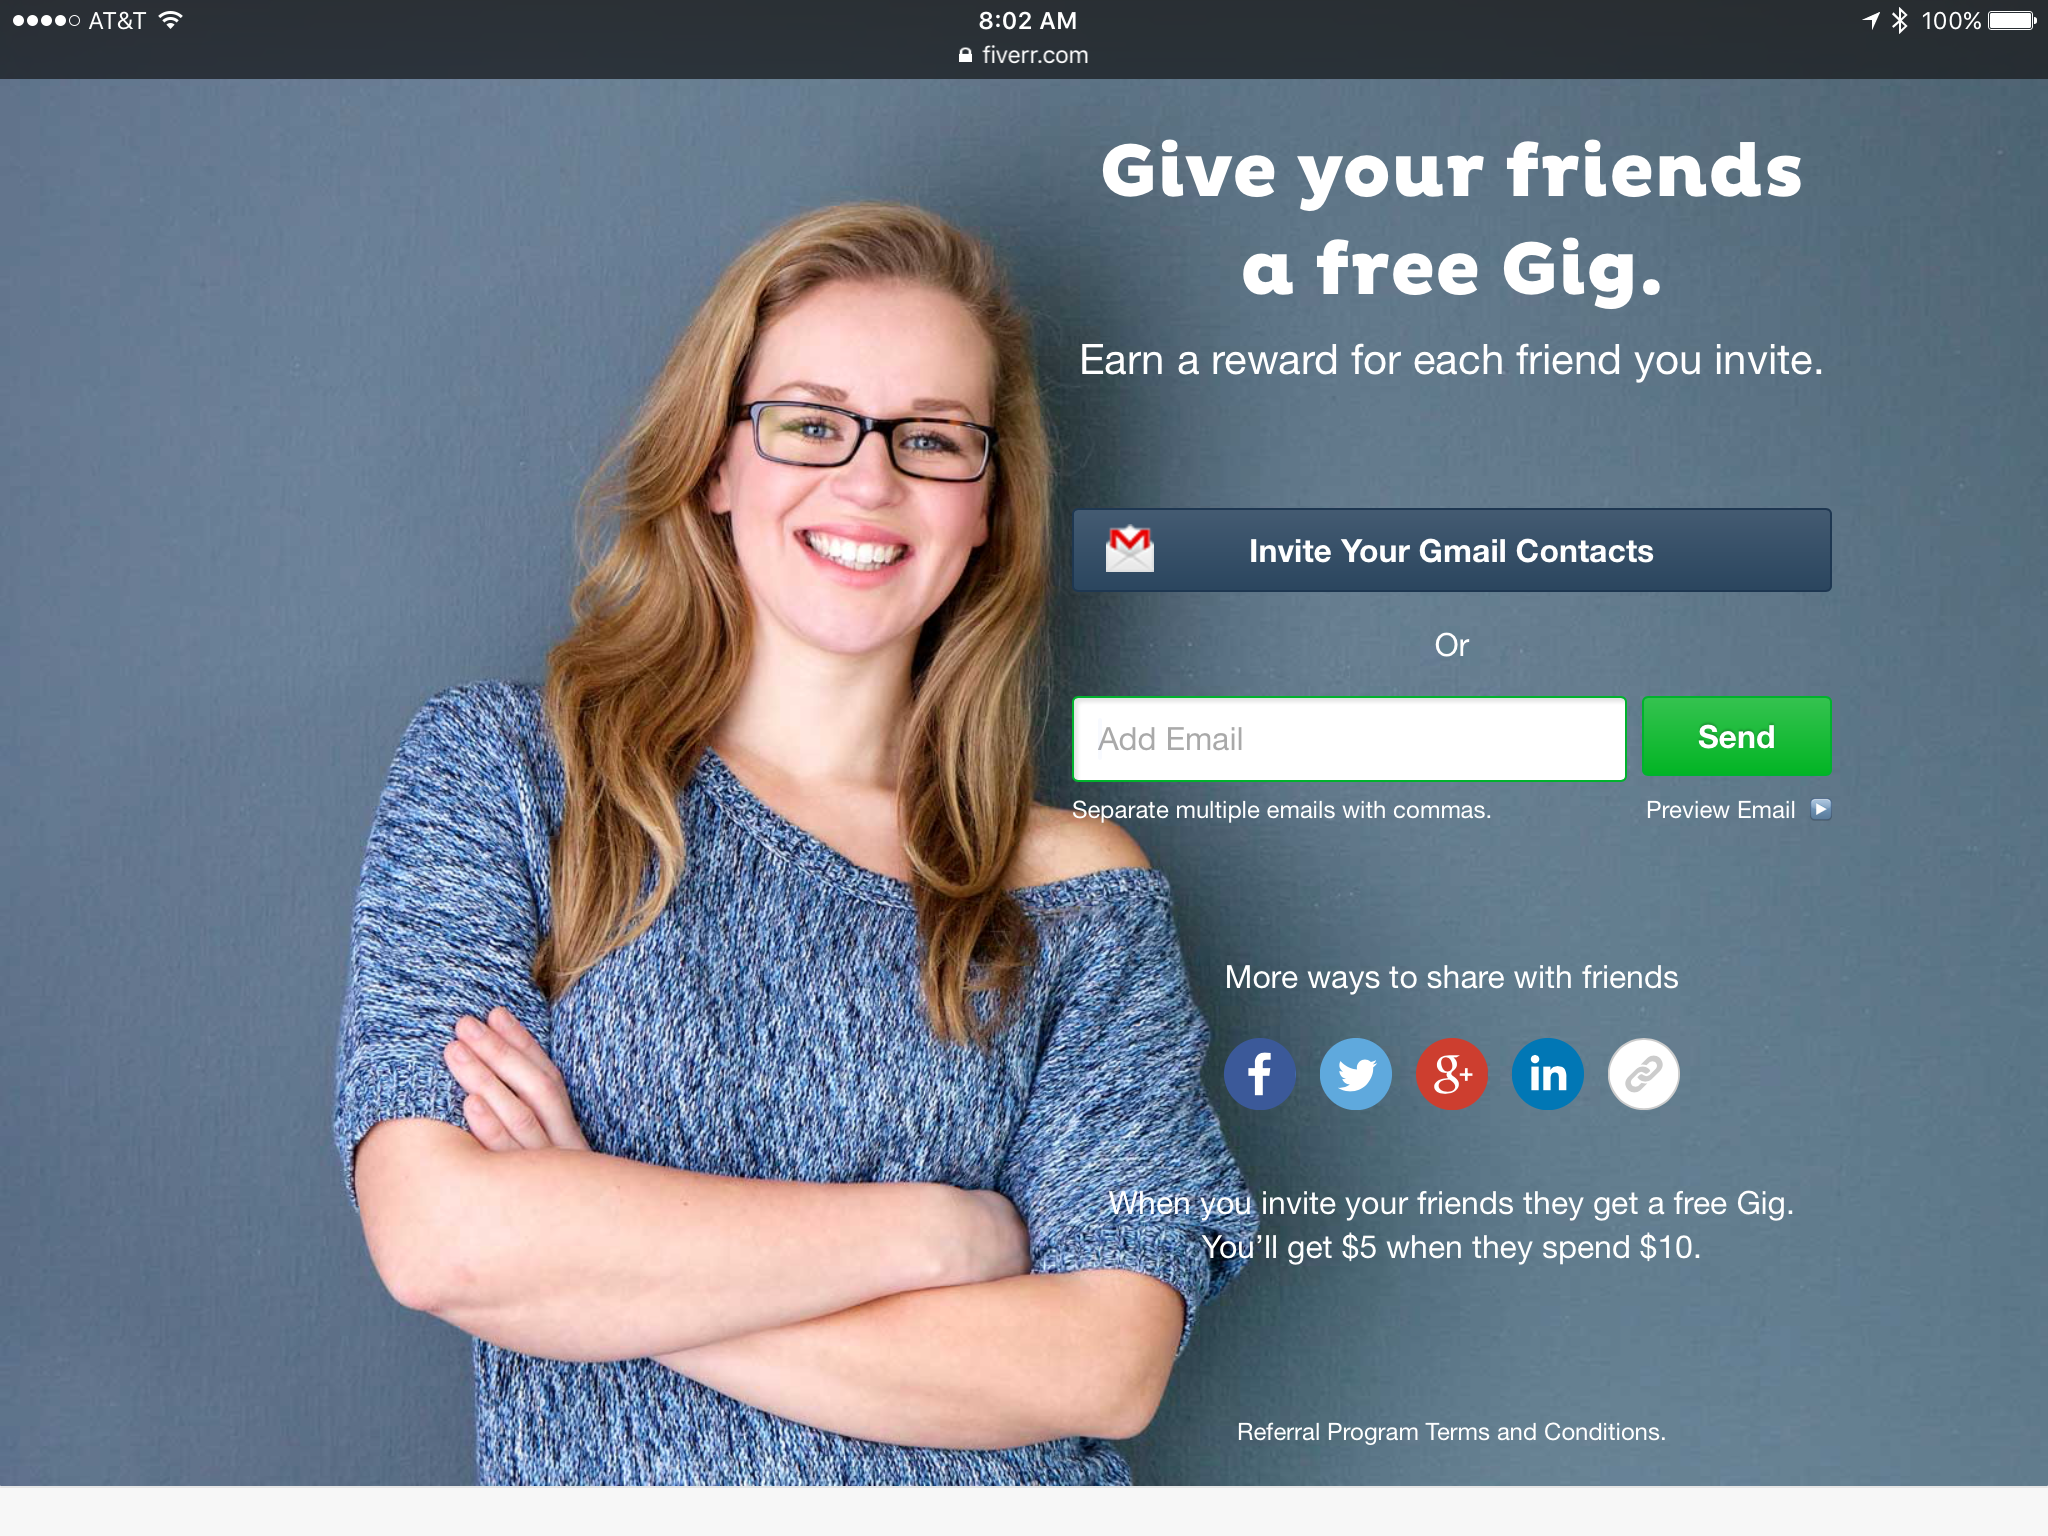 AT&T
8:02 AM
100%
fiverr.com
Give your friends
a free Gig.
Earn a reward for each friend you invite.
Invite Your Gmail Contacts
Or
Add Email
Send
Separate multiple emails with commas.
Preview Email
More ways to share with friends
f
g+
in
When you invite your friends they get a free Gig.
You'll get $5 when they spend $10.
Referral Program Terms and Conditions.